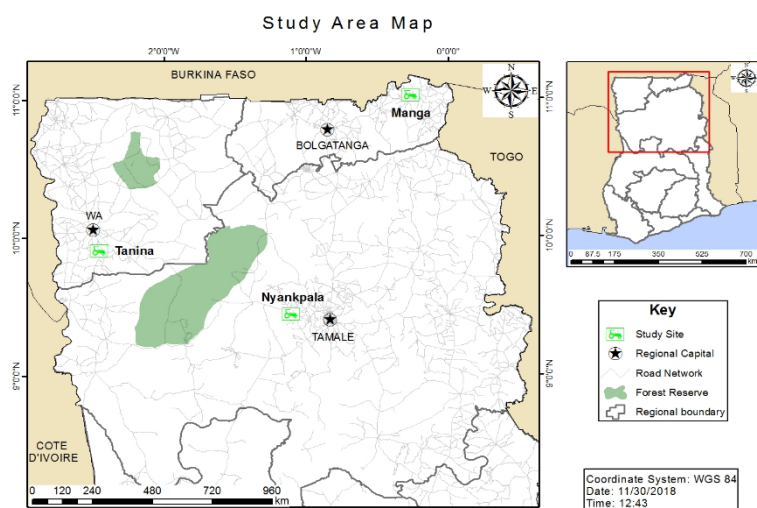 Study Area Map
2°0'0"W
1°0'0"W
0°0'0"
BURKINA FASO
N
W
E
S
11°0'0"N
11°0'0"N
Manga
BOLGATANGA
TOGO
WA
Tanina
10°0'0"N
10°0'0"N
Nyankpala
TAMALE
9°0'0"N
9°0'0"N
COTE
D'IVOIRE
0 120 240 480 720 960
km
N
W
E
S
0 87.5 175 350 525 700
km
Key
Study Site
Regional Capital
Road Network
Forest Reserve
Regional boundary
Coordinate System: WGS 84
Date: 11/30/2018
Time: 12:43